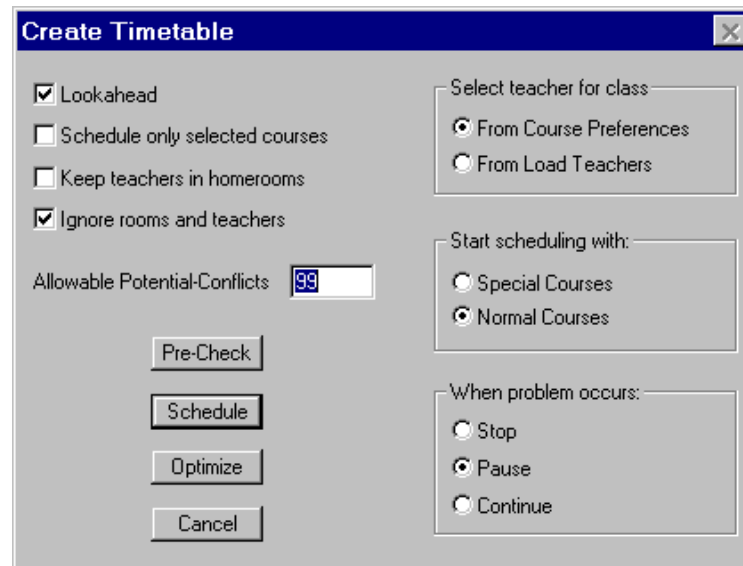 Create Timetable
Lookahead
Schedule only selected courses
Keep teachers in homerooms
Ignore rooms and teachers
Allowable Potential-Conflicts 99
Pre-Check
Schedule
Optimize
Cancel
Select teacher for class
From Course Preferences
From Load Teachers
Start scheduling with:
Special Courses
Normal Courses
When problem occurs:
Stop
Pause
Continue